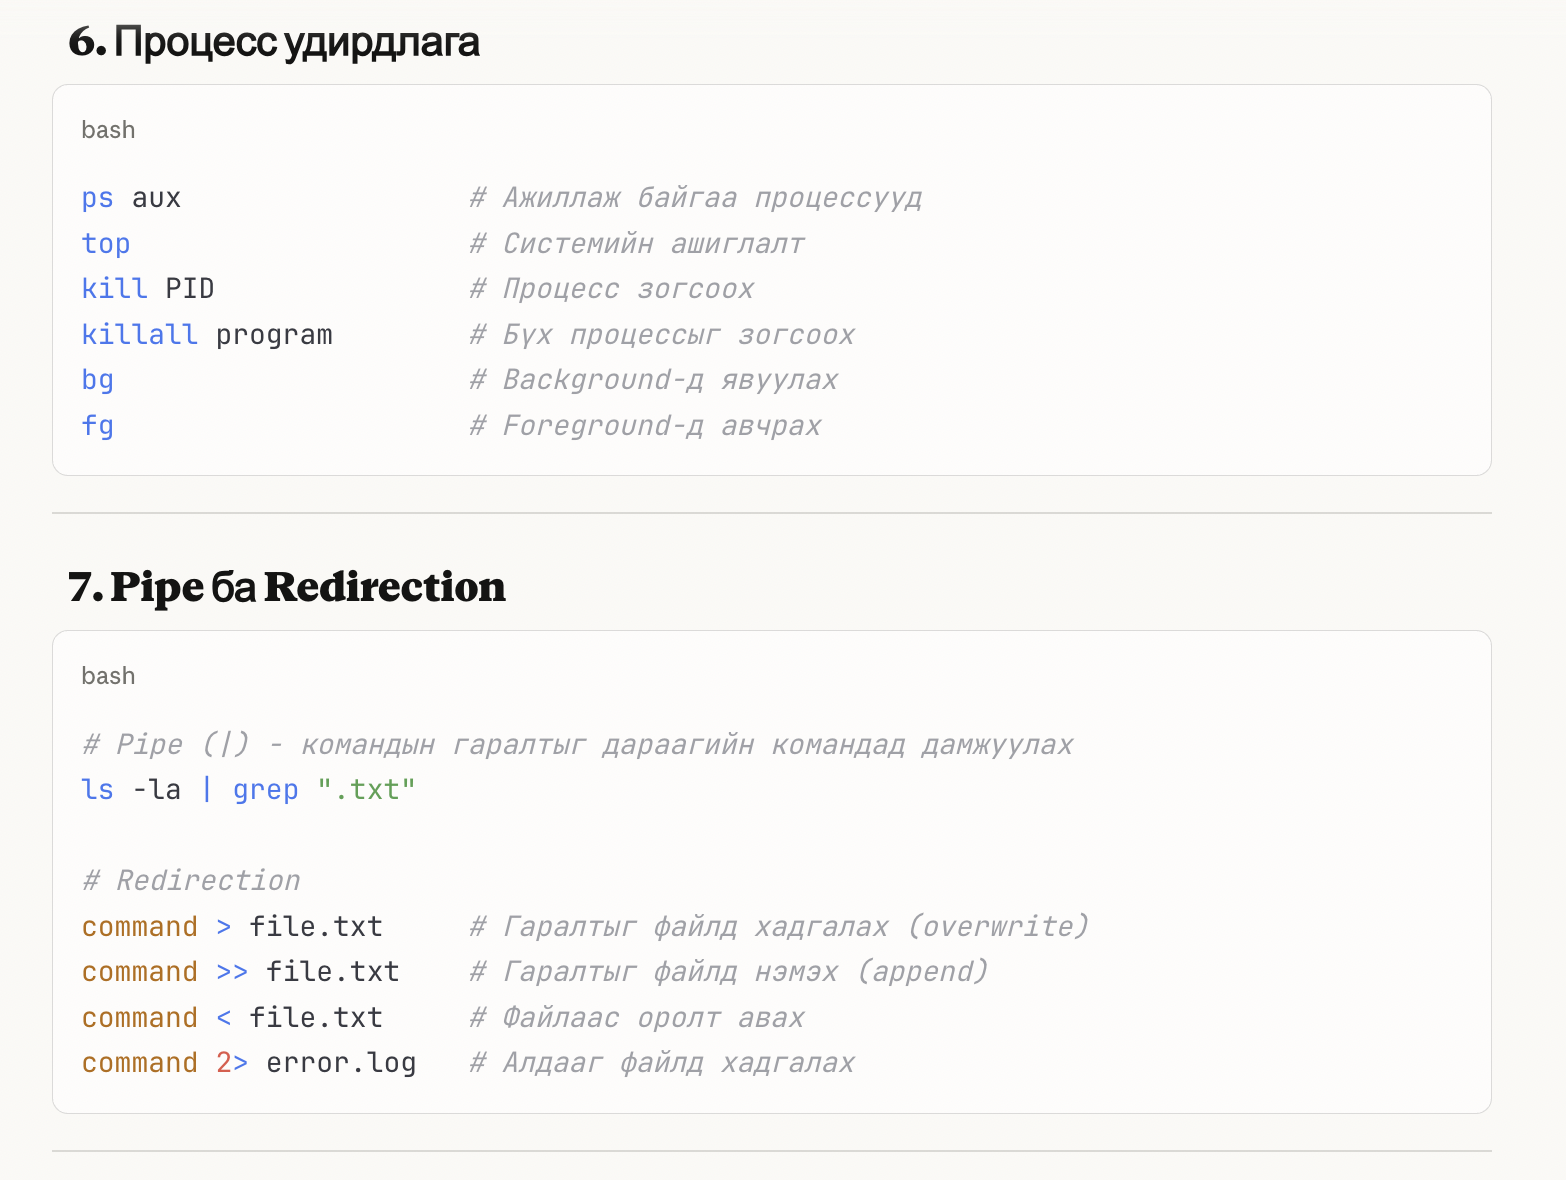 6. Процесс удирдлага
bash
ps aux # Ажиллаж байгаа процессууд
top # Системийн ашиглалт
kill PID # Процесс зогсоох
killall program # Бүх процессыг зогсоох
bg # Background-д явуулах
fg # Foreground-д авчрах
7. Pipe ба Redirection
bash
# Pipe (|) - командын гаралтыг дараагийн командад дамжуулах
ls -la | grep ".txt"
# Redirection
command > file.txt # Гаралтыг файлд хадгалах (overwrite)
command >> file.txt # Гаралтыг файлд нэмэх (append)
command < file.txt # Файлаас оролт авах
command 2> error.log # Алдааг файлд хадгалах